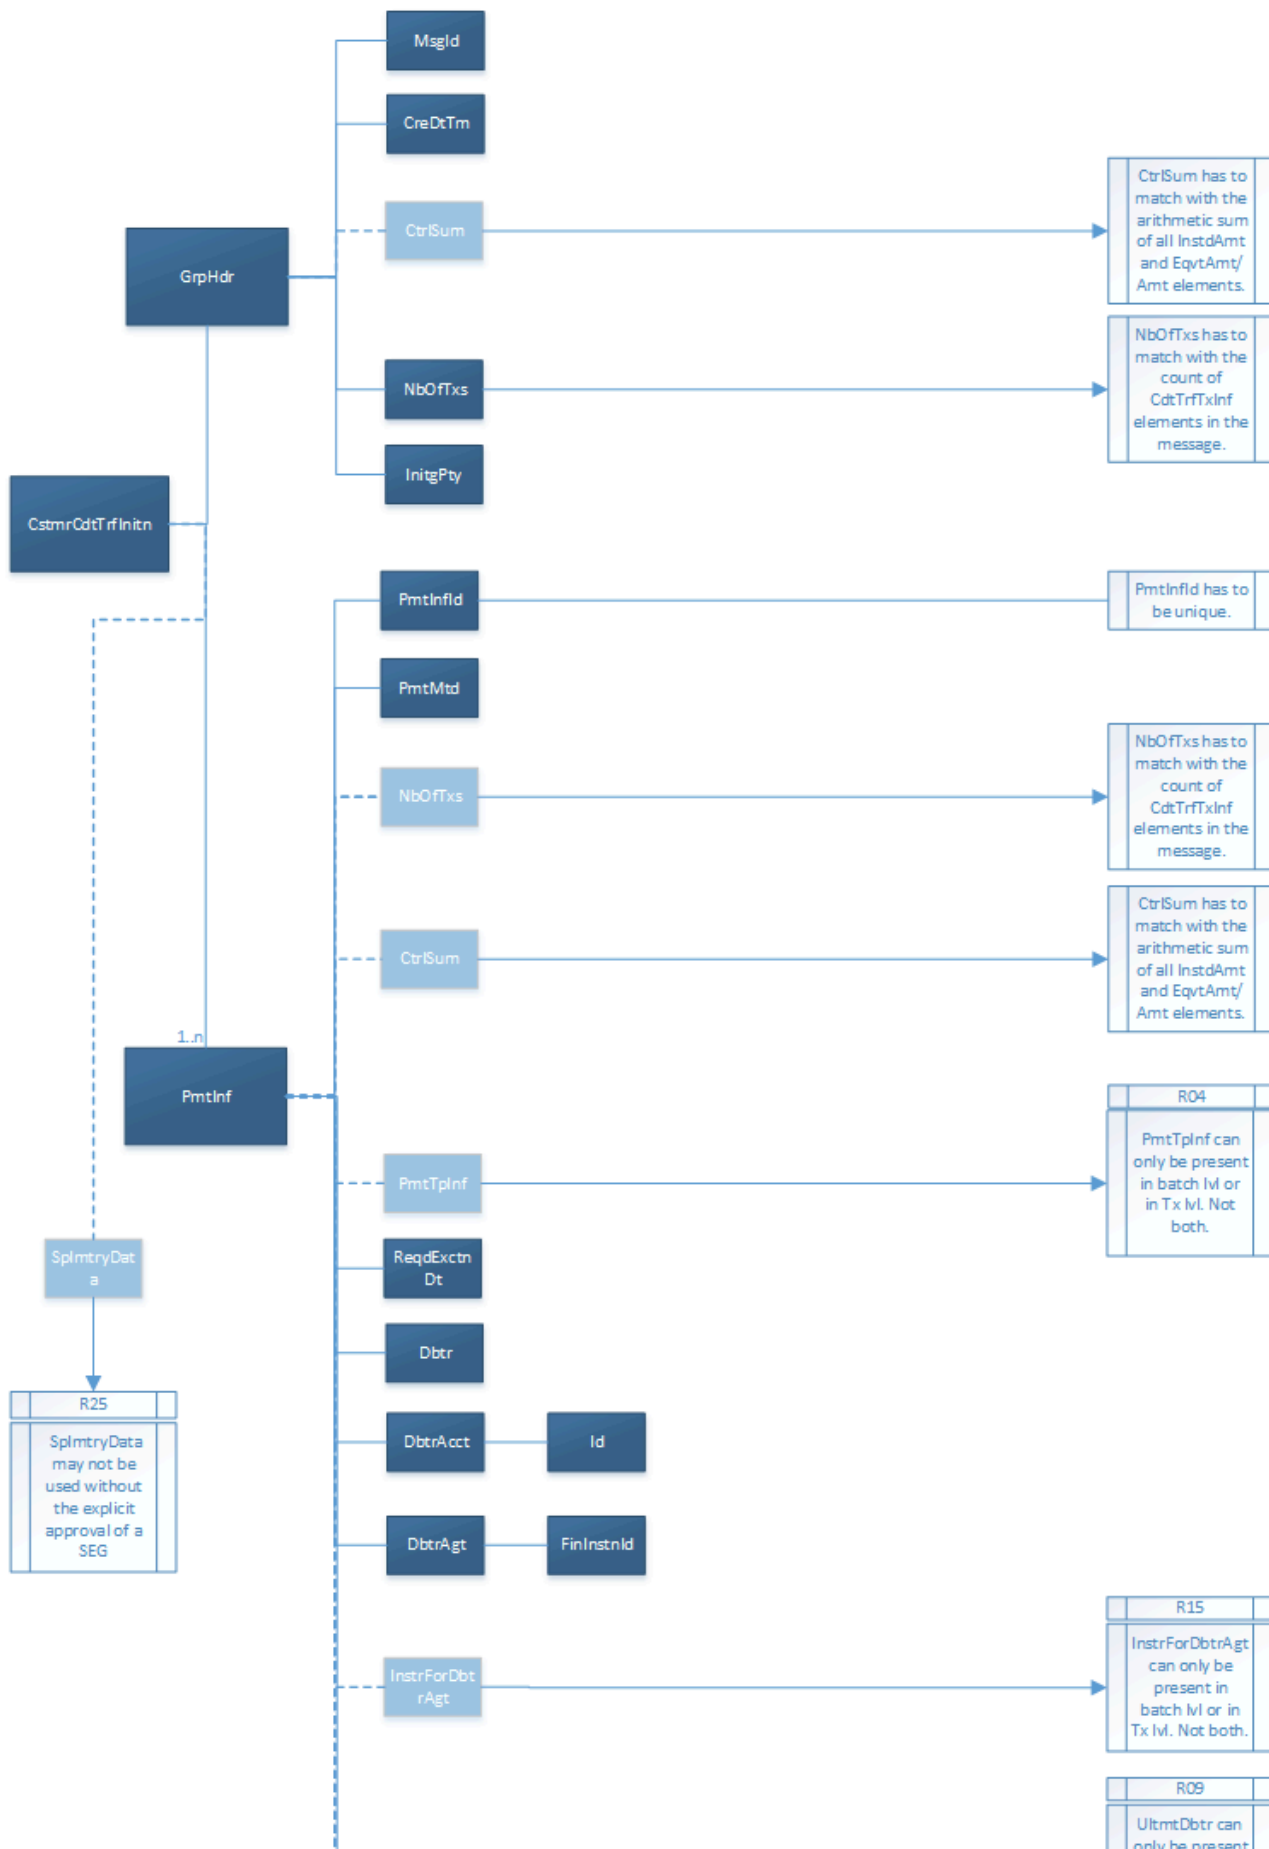 MsgId
CreDtTm
CtrlSum
CtrlSum has to
match with the
arithmetic sum
of all InstdAmt
and EqvtAmt/
Amt elements.
GrpHdr
NbOfTxs
NbOfTxs has to
match with the
count of
CdtTrfTxInf
elements in the
message.
InitgPty
CstmrCdtTrfInitn
PmtInfId
PmtInfId has to
be unique.
PmtMtd
NbOfTxs
NbOfTxs has to
match with the
count of
CdtTrfTxInf
elements in the
message.
CtrlSum
CtrlSum has to
match with the
arithmetic sum
of all InstdAmt
and EqvtAmt/
Amt elements.
1..n
PmtInf
R04
PmtTpInf
PmtTpInf can
only be present
in batch lvl or
in Tx lvl. Not
both.
SplmtryDat
a
ReqdExctn
Dt
Dbtr
R25
SplmtryData
may not be
used without
the explicit
approval of a
SEG
DbtrAcct
Id
DbtrAgt
FinInstnId
R15
InstrForDbt
rAgt
InstrForDbtrAgt
can only be
present in
batch lvl or in
Tx lvl. Not both.
R09
UltmtDbtr can
only be present